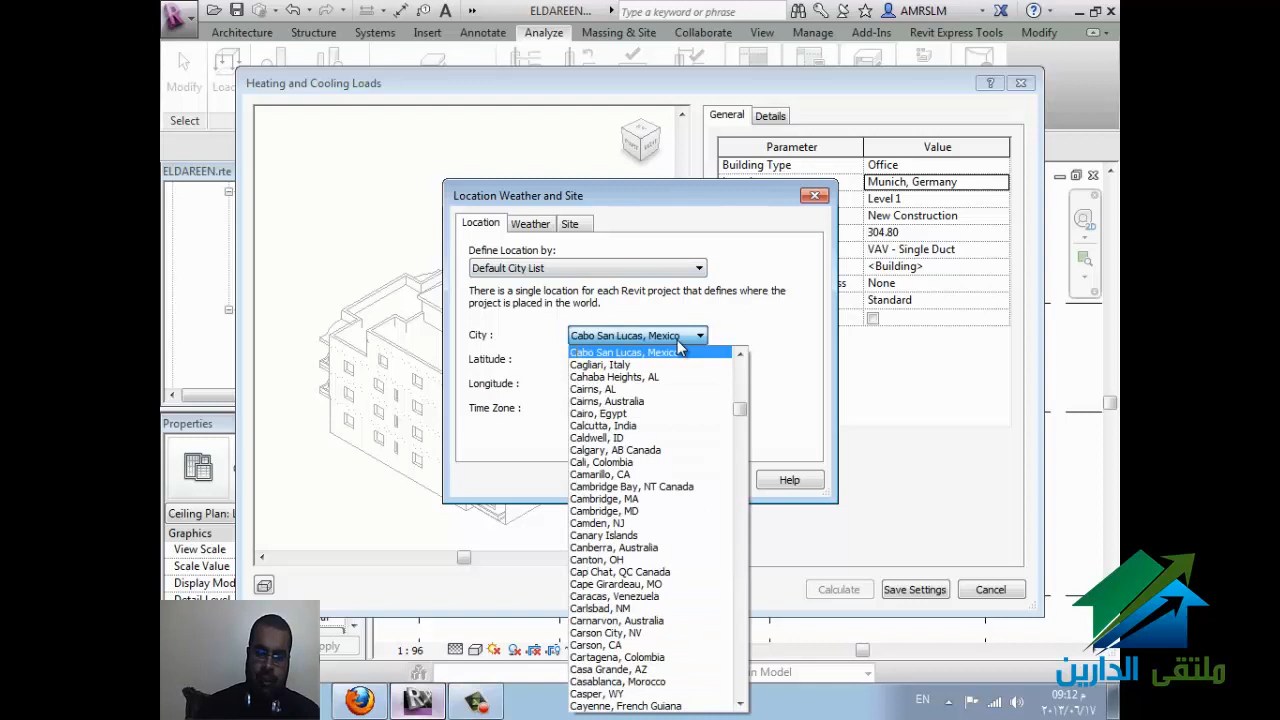 ELDAREEN...
Type a keyword or phrase
AMRSLM
Architecture
Structure
Systems
Insert
Annotate
Analyze
Massing & Site
Collaborate
View
Manage
Add-Ins
Revit Express Tools
Modify
Modify
Select
ELDAREEN.rte
Heating and Cooling Loads
General
Details
Parameter
Value
Building Type
Office
Munich, Germany
Level 1
New Construction
304.80
VAV - Single Duct
<Building>
None
Standard
Location Weather and Site
Location
Weather
Site
Define Location by:
Default City List
There is a single location for each Revit project that defines where the
project is placed in the world.
City :
Cabo San Lucas, Mexico
Latitude :
Longitude :
Time Zone :
Cabo San Lucas, Mexico
Cagliari, Italy
Cahaba Heights, AL
Cairns, AL
Cairns, Australia
Cairo, Egypt
Calcutta, India
Caldwell, ID
Calgary, AB Canada
Cali, Colombia
Camarillo, CA
Cambridge Bay, NT Canada
Cambridge, MA
Cambridge, MD
Camden, NJ
Canary Islands
Canberra, Australia
Canton, OH
Cap Chat, QC Canada
Cape Girardeau, MO
Caracas, Venezuela
Carlsbad, NM
Carnarvon, Australia
Carson City, NV
Carson, CA
Cartagena, Colombia
Casa Grande, AZ
Casablanca, Morocco
Casper, WY
Cayenne, French Guiana
Help
Calculate
Save Settings
Cancel
Properties
Ceiling Plan:
Graphics
View Scale
Scale Value
Display Mod
1 : 96
Model
EN
09:12 م
٢٠١٣/٠٦/١٧
ملتقى الدارين